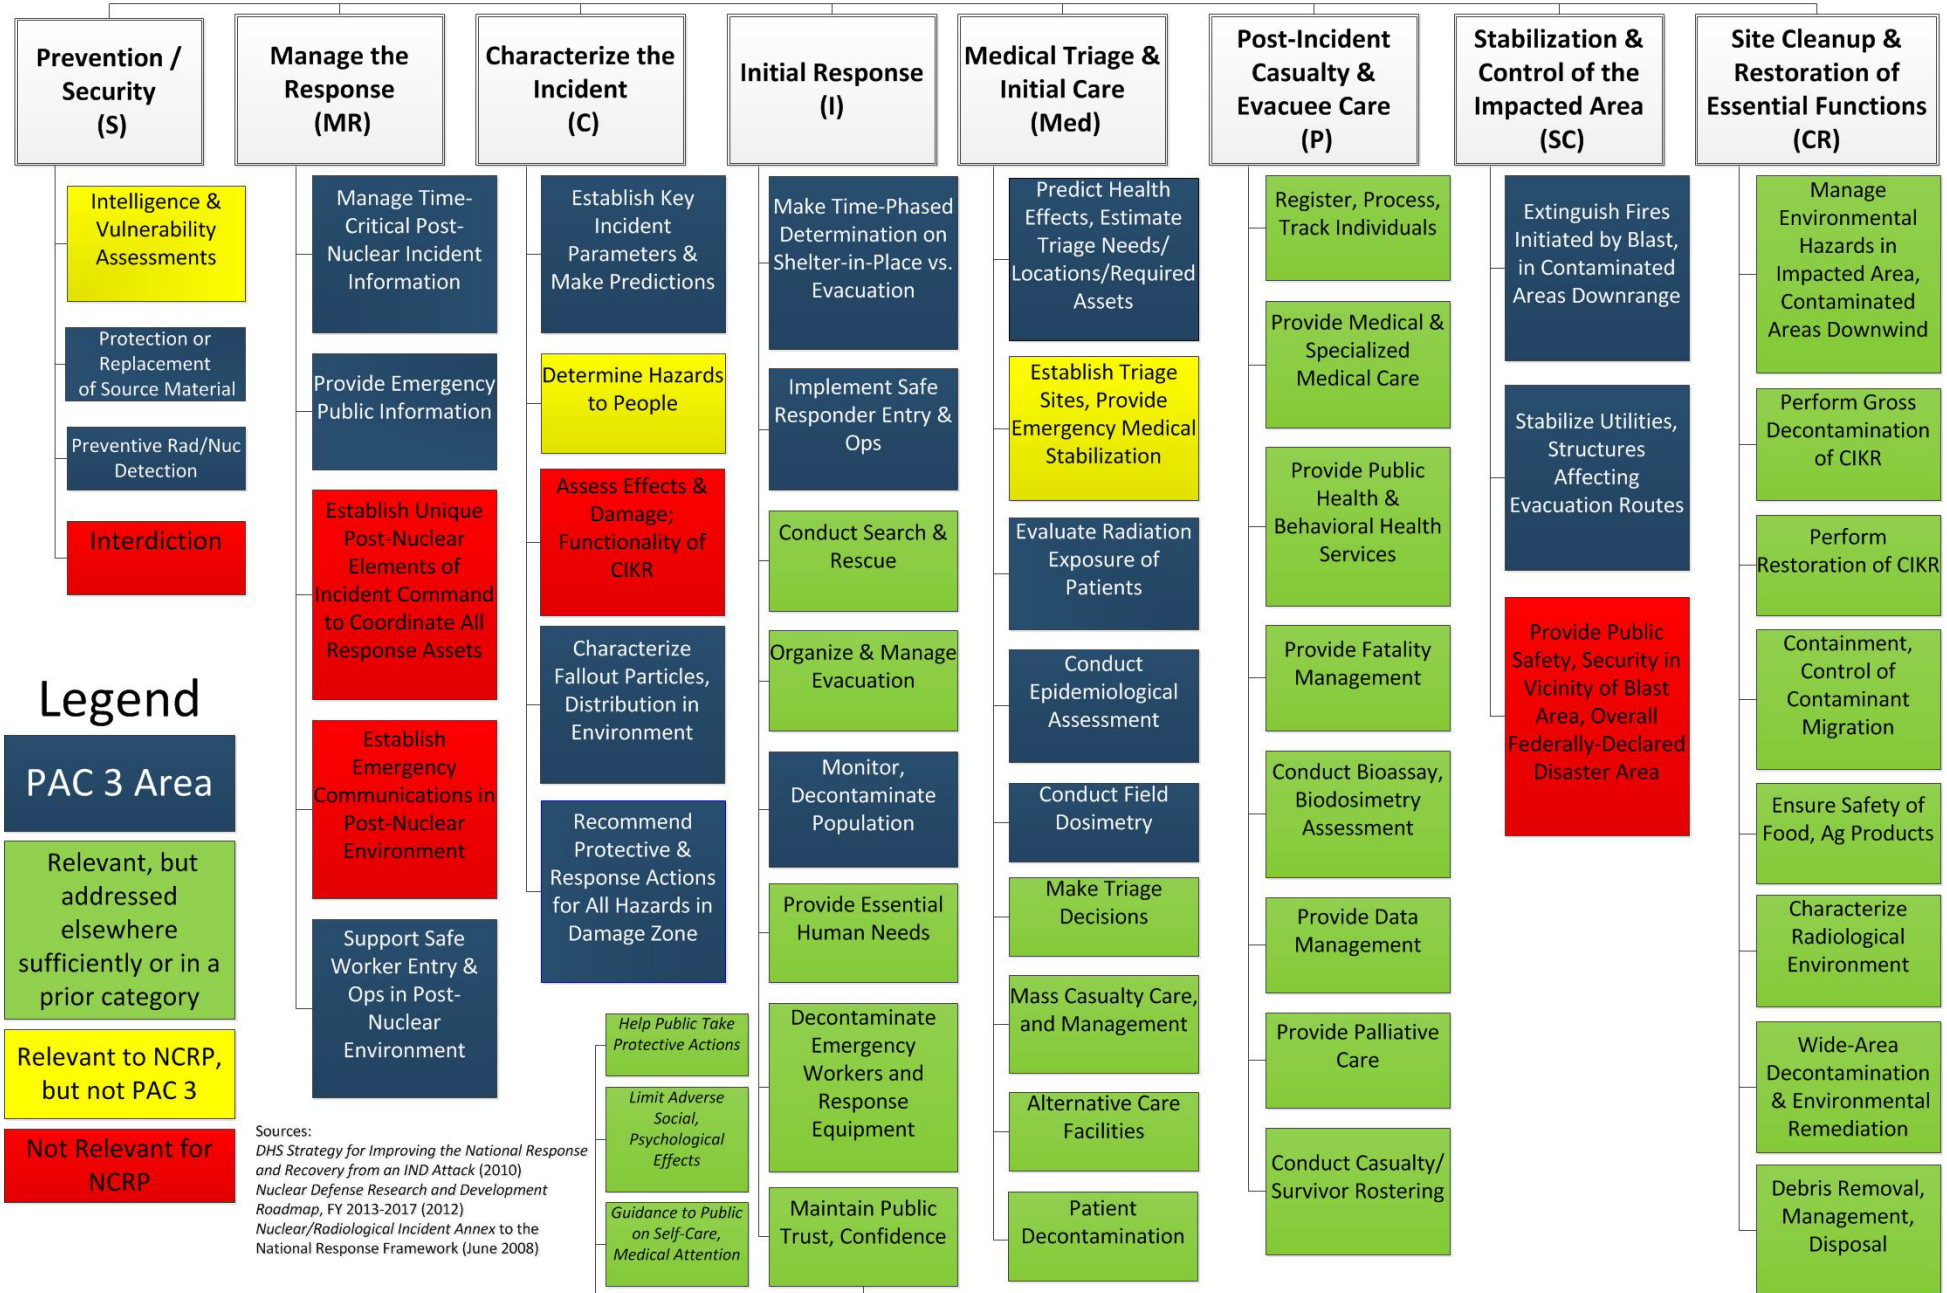 Prevention /
Security
(S)
Intelligence &
Vulnerability
Assessments
Protection or
Replacement
of Source Material
Preventive Rad/Nuc
Detection
Interdiction
Manage the
Response
(MR)
Manage Time-
Critical Post-
Nuclear Incident
Information
Provide Emergency
Public Information
Establish Unique
Post-Nuclear
Elements of
Incident Command
to Coordinate All
Response Assets
Establish
Emergency
Communications in
Post-Nuclear
Environment
Support Safe
Worker Entry &
Ops in Post-
Nuclear
Environment
Characterize the
Incident
(C)
Establish Key
Incident
Parameters &
Make Predictions
Determine Hazards
to People
Assess Effects &
Damage;
Functionality of
CIKR
Characterize
Fallout Particles,
Distribution in
Environment
Recommend
Protective &
Response Actions
for All Hazards in
Damage Zone
Initial Response
(I)
Make Time-Phased
Determination on
Shelter-in-Place vs.
Evacuation
Implement Safe
Responder Entry &
Ops
Conduct Search &
Rescue
Organize & Manage
Evacuation
Monitor,
Decontaminate
Population
Provide Essential
Human Needs
Decontaminate
Emergency
Workers and
Response
Equipment
Maintain Public
Trust, Confidence
Help Public Take
Protective Actions
Limit Adverse
Social,
Psychological
Effects
Guidance to Public
on Self-Care,
Medical Attention
Medical Triage &
Initial Care
(Med)
Predict Health
Effects, Estimate
Triage Needs/
Locations/Required
Assets
Establish Triage
Sites, Provide
Emergency Medical
Stabilization
Evaluate Radiation
Exposure of
Patients
Conduct
Epidemiological
Assessment
Conduct Field
Dosimetry
Make Triage
Decisions
Mass Casualty Care,
and Management
Alternative Care
Facilities
Patient
Decontamination
Post-Incident
Casualty &
Evacuee Care
(P)
Register, Process,
Track Individuals
Provide Medical &
Specialized
Medical Care
Provide Public
Health &
Behavioral Health
Services
Provide Fatality
Management
Conduct Bioassay,
Biodosimetry
Assessment
Provide Data
Management
Provide Palliative
Care
Conduct Casualty/
Survivor Rostering
Stabilization &
Control of the
Impacted Area
(SC)
Extinguish Fires
Initiated by Blast,
in Contaminated
Areas Downrange
Stabilize Utilities,
Structures
Affecting
Evacuation Routes
Provide Public
Safety, Security in
Vicinity of Blast
Area, Overall
Federally-Declared
Disaster Area
Site Cleanup &
Restoration of
Essential Functions
(CR)
Manage
Environmental
Hazards in
Impacted Area,
Contaminated
Areas Downwind
Perform Gross
Decontamination
of CIKR
Perform
Restoration of CIKR
Containment,
Control of
Contaminant
Migration
Ensure Safety of
Food, Ag Products
Characterize
Radiological
Environment
Wide-Area
Decontamination
& Environmental
Remediation
Debris Removal,
Management,
Disposal
Legend
PAC 3 Area
Relevant, but
addressed
elsewhere
sufficiently or in a
prior category
Relevant to NCRP,
but not PAC 3
Not Relevant for
NCRP
Sources:
DHS Strategy for Improving the National Response
and Recovery from an IND Attack (2010)
Nuclear Defense Research and Development
Roadmap, FY 2013-2017 (2012)
Nuclear/Radiological Incident Annex to the
National Response Framework (June 2008)